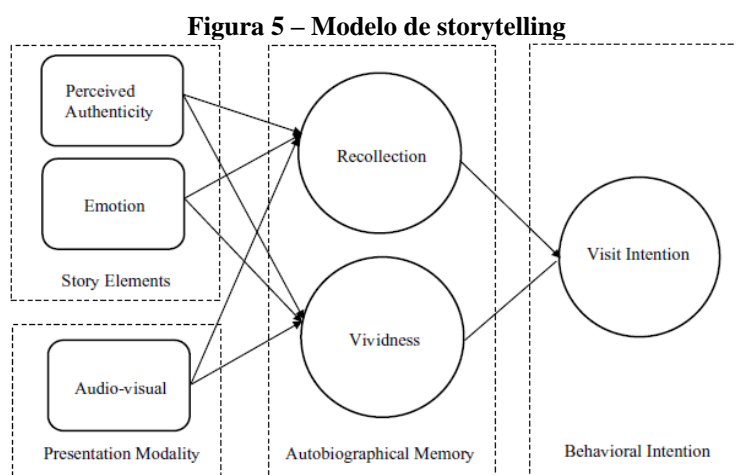 Figura 5 – Modelo de storytelling
Perceived
Authenticity
Emotion
Story Elements
Audio-visual
Presentation Modality
Recollection
Vividness
Autobiographical Memory
Visit Intention
Behavioral Intention